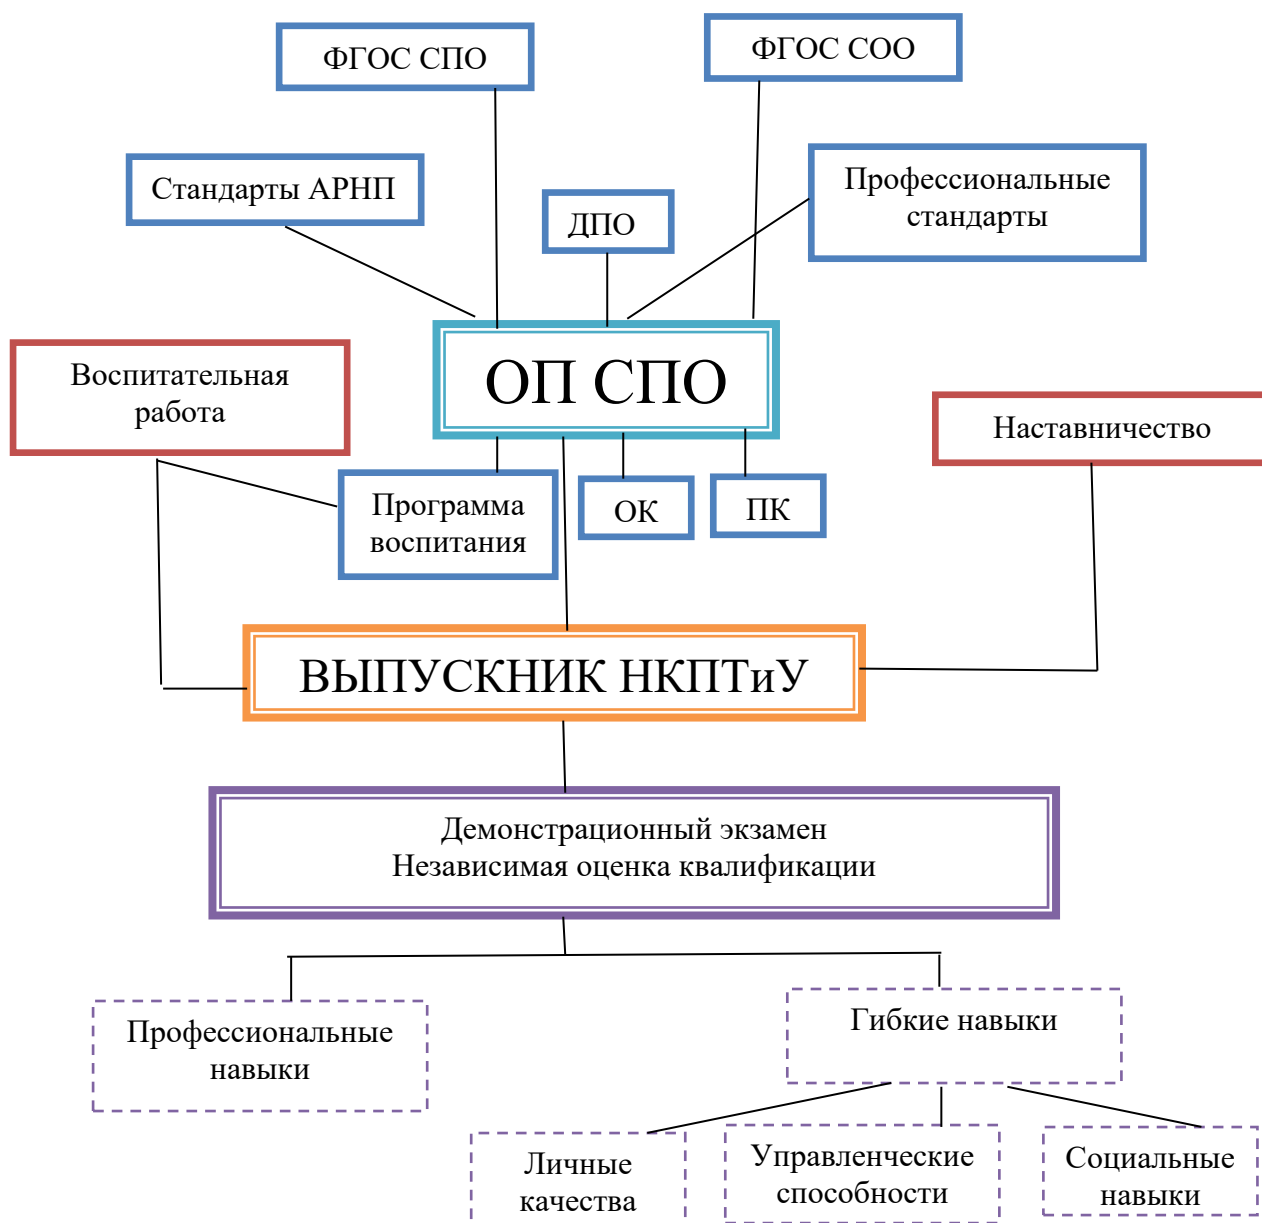 ФГОС СПО
ФГОС СОО
Стандарты АРНП
ДПО
Профессиональные
стандарты
ОП СПО
Воспитательная
работа
Наставничество
Программа
воспитания
ОК
ПК
ВЫПУСКНИК НКПТиУ
Демонстрационный экзамен
Независимая оценка квалификации
Профессиональные
навыки
Гибкие навыки
Личные
качества
Управленческие
способности
Социальные
навыки